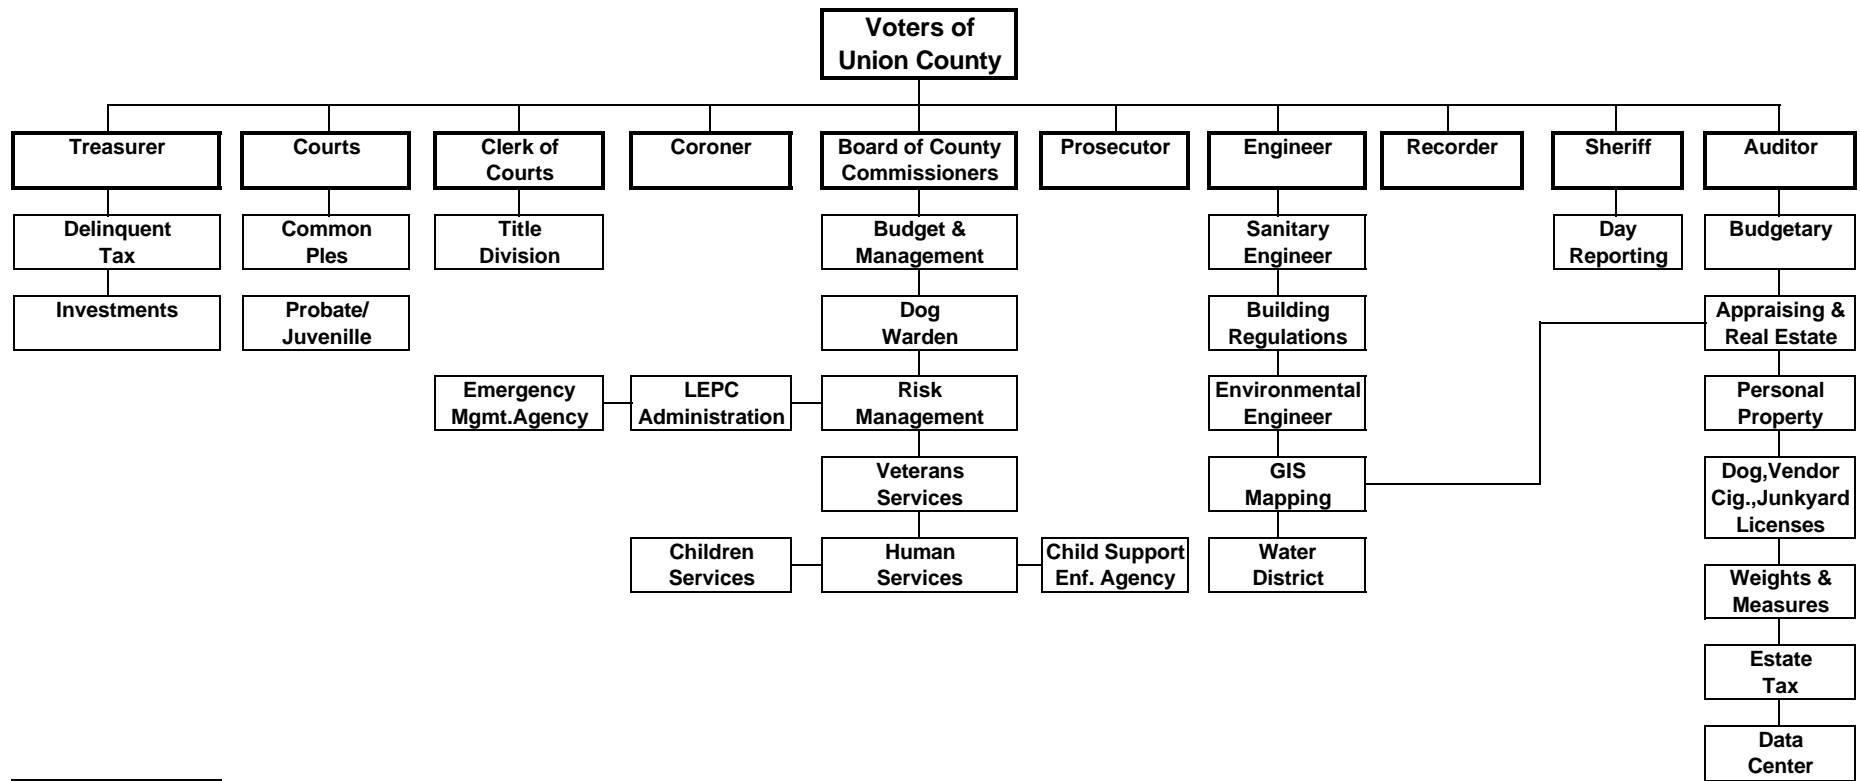 Voters of
Union County
Treasurer
Courts
Clerk of
Courts
Coroner
Board of County
Commissioners
Prosecutor
Engineer
Recorder
Sheriff
Auditor
Delinquent
Tax
Common
Ples
Title
Division
Budget &
Management
Sanitary
Engineer
Day
Reporting
Budgetary
Investments
Probate/
Juvenille
Dog
Warden
Building
Regulations
Appraising &
Real Estate
Emergency
Mgmt.Agency
LEPC
Administration
Risk
Management
Environmental
Engineer
Personal
Property
Veterans
Services
GIS
Mapping
Dog,Vendor
Cig.,Junkyard
Licenses
Children
Services
Human
Services
Child Support
Enf. Agency
Water
District
Weights &
Measures
Estate
Tax
Data
Center